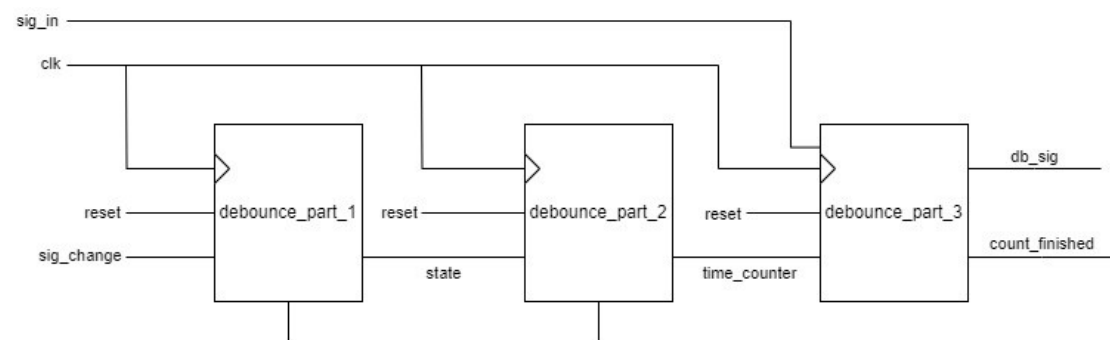 sig_in
clk
db_sig
reset
debounce_part_1
reset
debounce_part_2
reset
debounce_part_3
sig_change
state
time_counter
count_finished